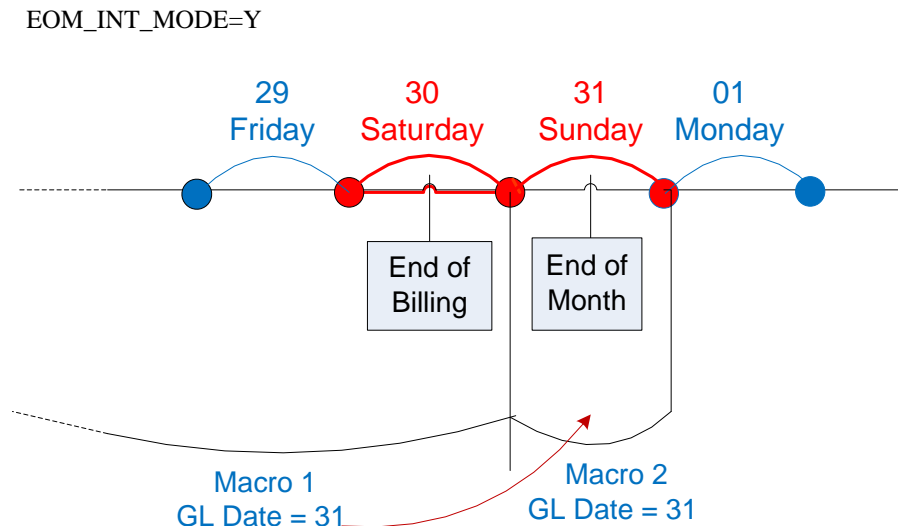 EOM_INT_MODE=Y
29
Friday
30
Saturday
31
Sunday
01
Monday
End of
Billing
End of
Month
Macro 1
GL Date = 31
Macro 2
GL Date = 31